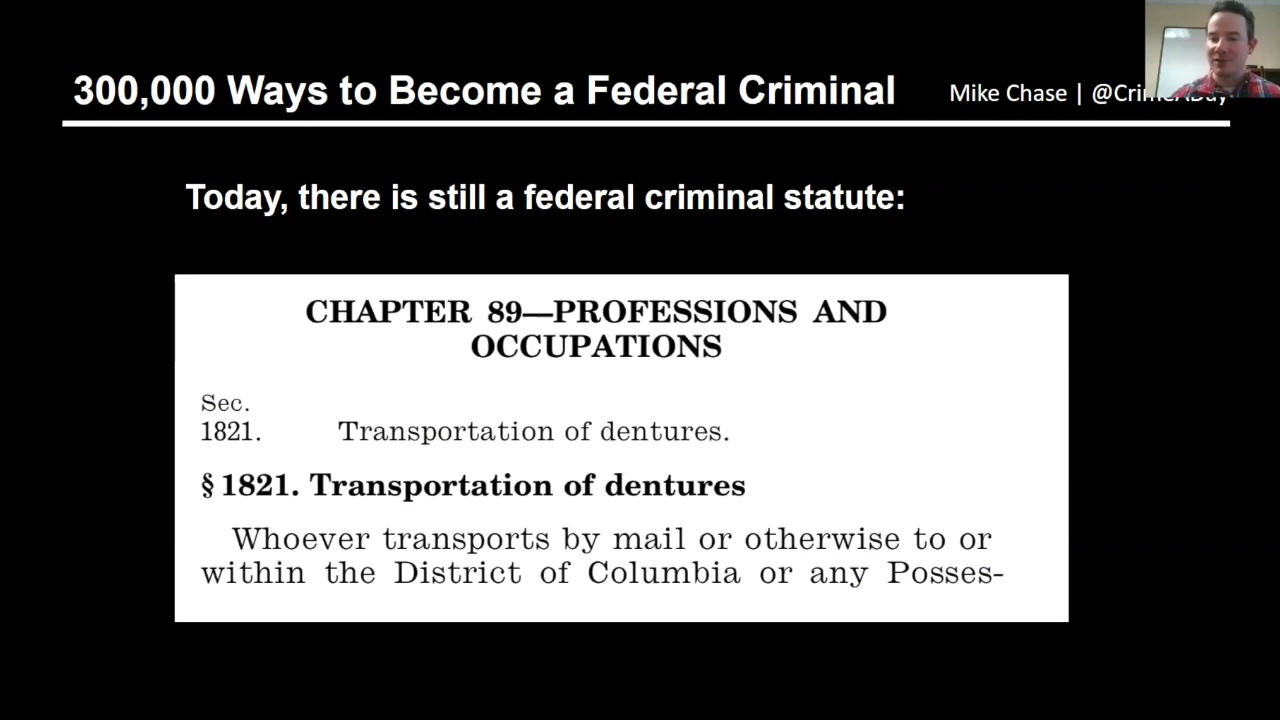 300,000 Ways to Become a Federal Criminal
Mike Chase |
Today, there is still a federal criminal statute:
CHAPTER 89—PROFESSIONS AND
OCCUPATIONS
Sec.
1821. Transportation of dentures.
§ 1821. Transportation of dentures
Whoever transports by mail or otherwise to or
within the District of Columbia or any Posses-